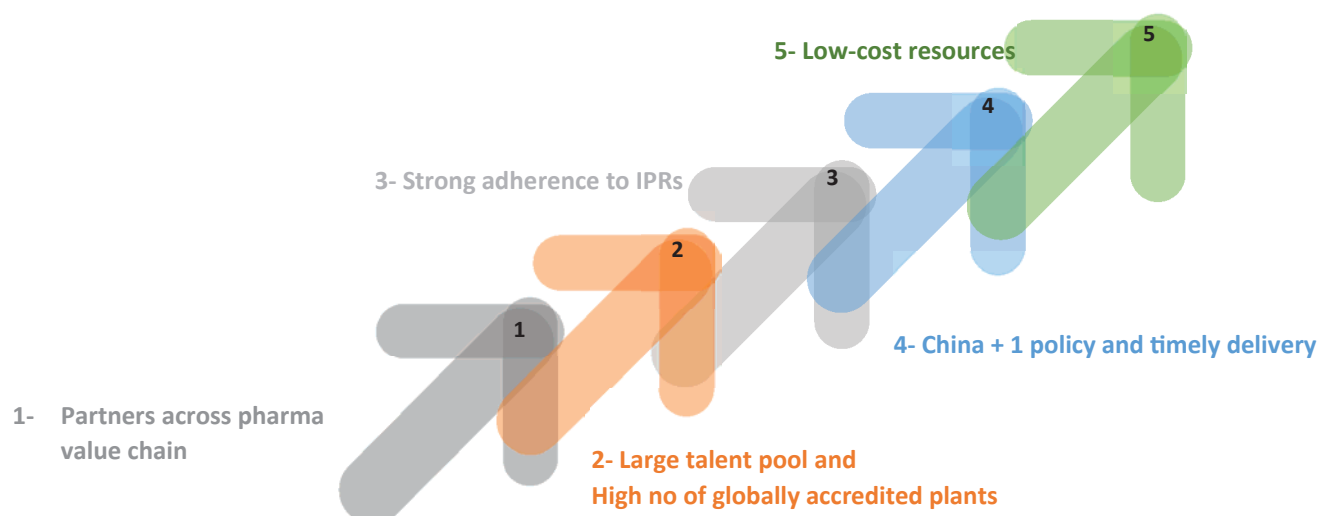 5
5- Low-cost resources
4
3- Strong adherence to IPRs
3
2
1
4- China + 1 policy and timely delivery
1- Partners across pharma
value chain
2- Large talent pool and
High no of globally accredited plants